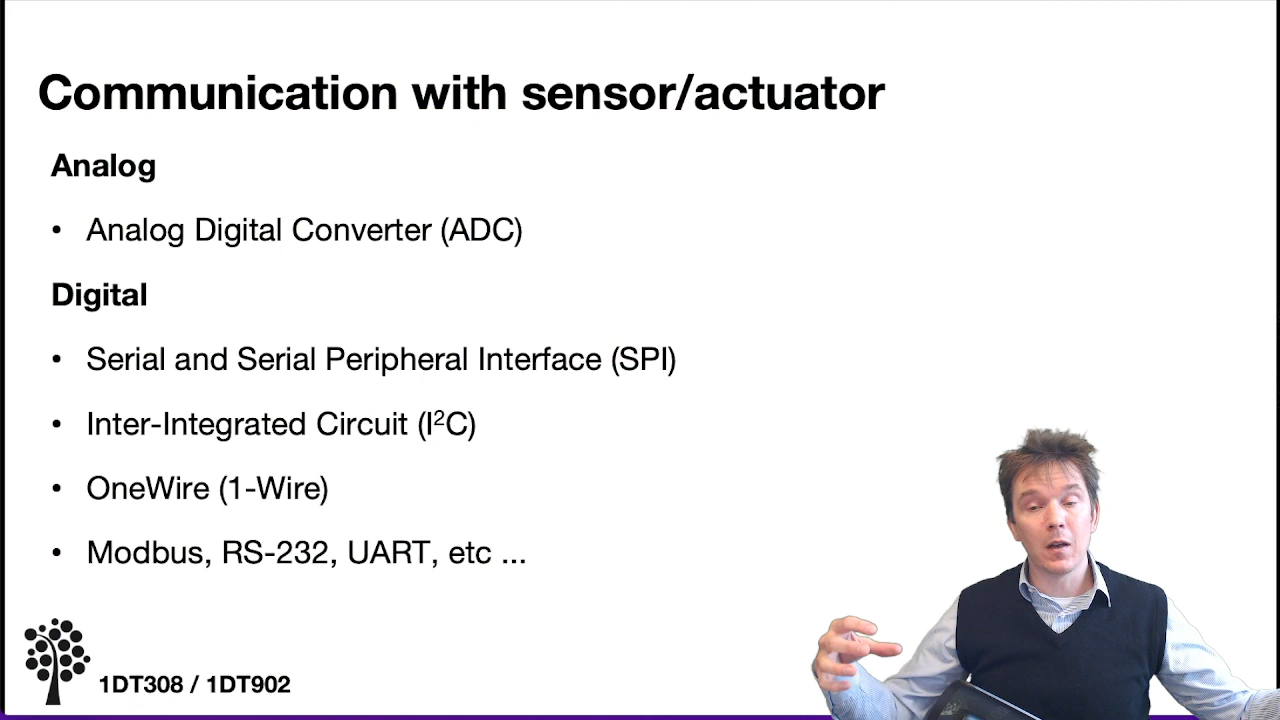 Communication with sensor/actuator
Analog
• Analog Digital Converter (ADC)
Digital
• Serial and Serial Peripheral Interface (SPI)
• Inter-Integrated Circuit (I²C)
• OneWire (1-Wire)
• Modbus, RS-232, UART, etc ...
1DT308 / 1DT902